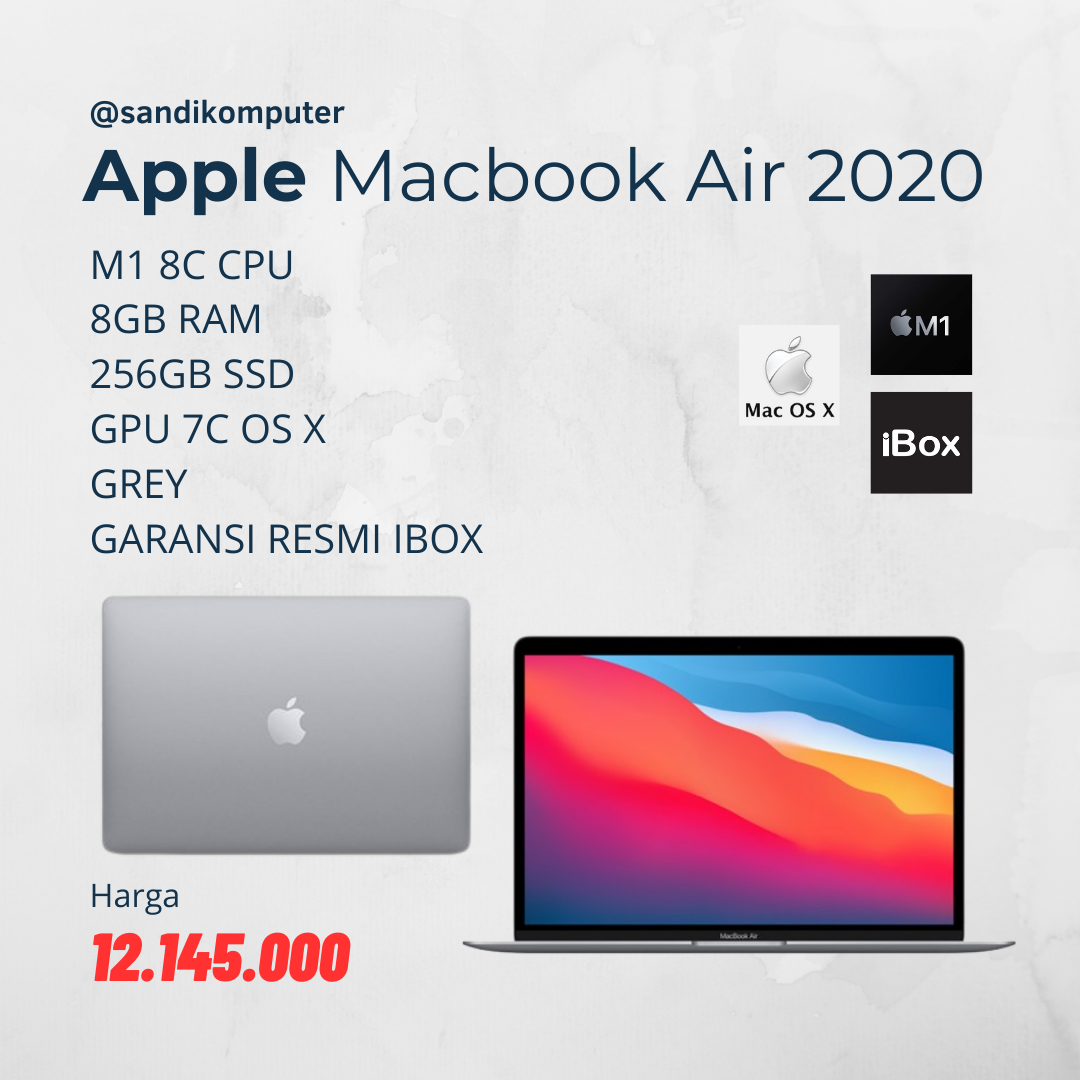 @sandikomputer
Apple Macbook Air 2020
M1 8C CPU
8GB RAM
256GB SSD
GPU 7C OS X
GREY
GARANSI RESMI IBOX
M1
Mac OS X
iBox
MacBook Air
Harga
12.145.000